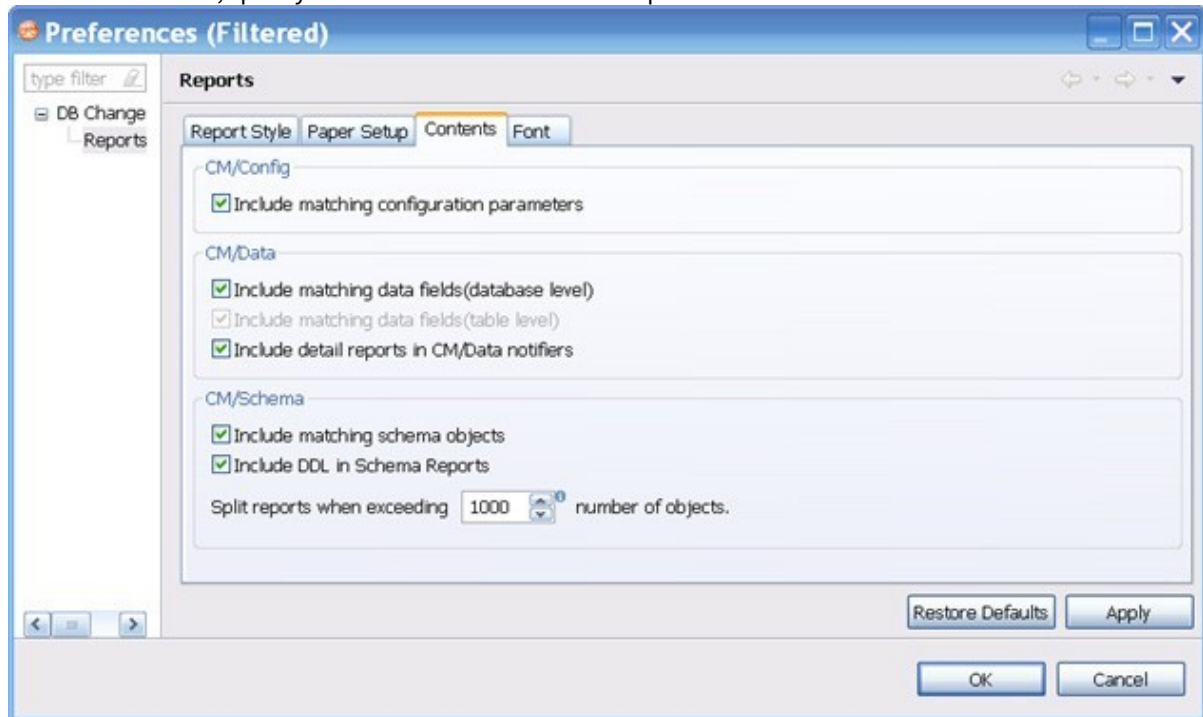 Preferences (Filtered)
type filter
Reports
DB Change
Reports
Report Style Paper Setup Contents Font
CM/Config
Include matching configuration parameters
CM/Data
Include matching data fields(database level)
Include matching data fields(table level)
Include detail reports in CM/Data notifiers
CM/Schema
Include matching schema objects
Include DDL in Schema Reports
Split reports when exceeding 1000 number of objects.
Restore Defaults Apply
OK Cancel